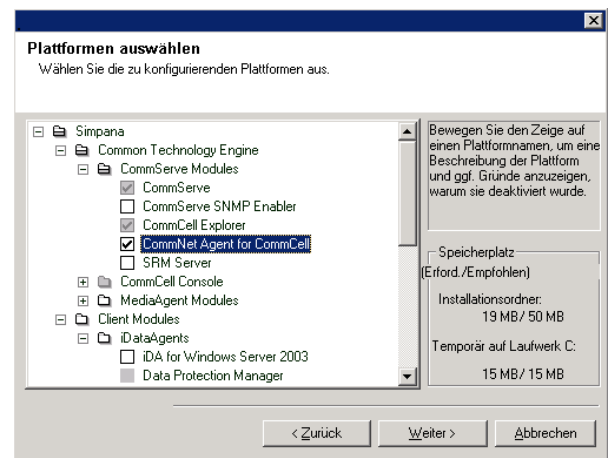 Plattformen auswählen
Wählen Sie die zu konfigurierenden Plattformen aus.
Simpana
Common Technology Engine
CommServe Modules
CommServe
CommServe SNMP Enabler
CommCell Explorer
CommNet Agent for CommCell
SRM Server
CommCell Console
MediaAgent Modules
Client Modules
iDataAgents
iDA for Windows Server 2003
Data Protection Manager
Bewegen Sie den Zeige auf
einen Plattformnamen, um eine
Beschreibung der Plattform
und ggf. Gründe anzuzeigen,
warum sie deaktiviert wurde.
Speicherplatz
(Erford./Empfohlen)
Installationsordner:
19 MB/ 50 MB
Temporär auf Laufwerk C:
15 MB/ 15 MB
< Zurück
Weiter >
Abbrechen